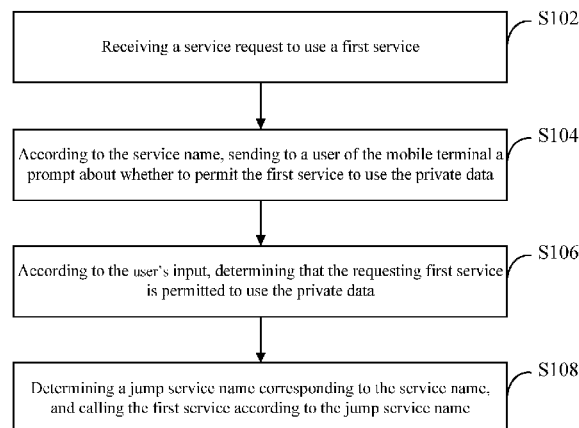 S102
Receiving a service request to use a first service
S104
According to the service name, sending to a user of the mobile terminal a
prompt about whether to permit the first service to use the private data
S106
According to the user's input, determining that the requesting first service
is permitted to use the private data
S108
Determining a jump service name corresponding to the service name,
and calling the first service according to the jump service name